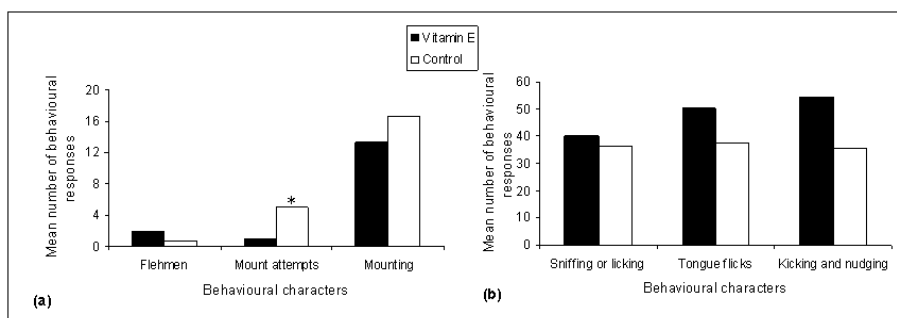 Vitamin E
Control
Mean number of behavioural
responses
20
16
12
8
4
0
*
Flehmen Mount attempts Mounting
Behavioural characters
(a)
Mean number of behavioural
responses
60
50
40
30
20
10
0
Sniffing or licking Tongue flicks Kicking and nudging
Behavioural characters
(b)